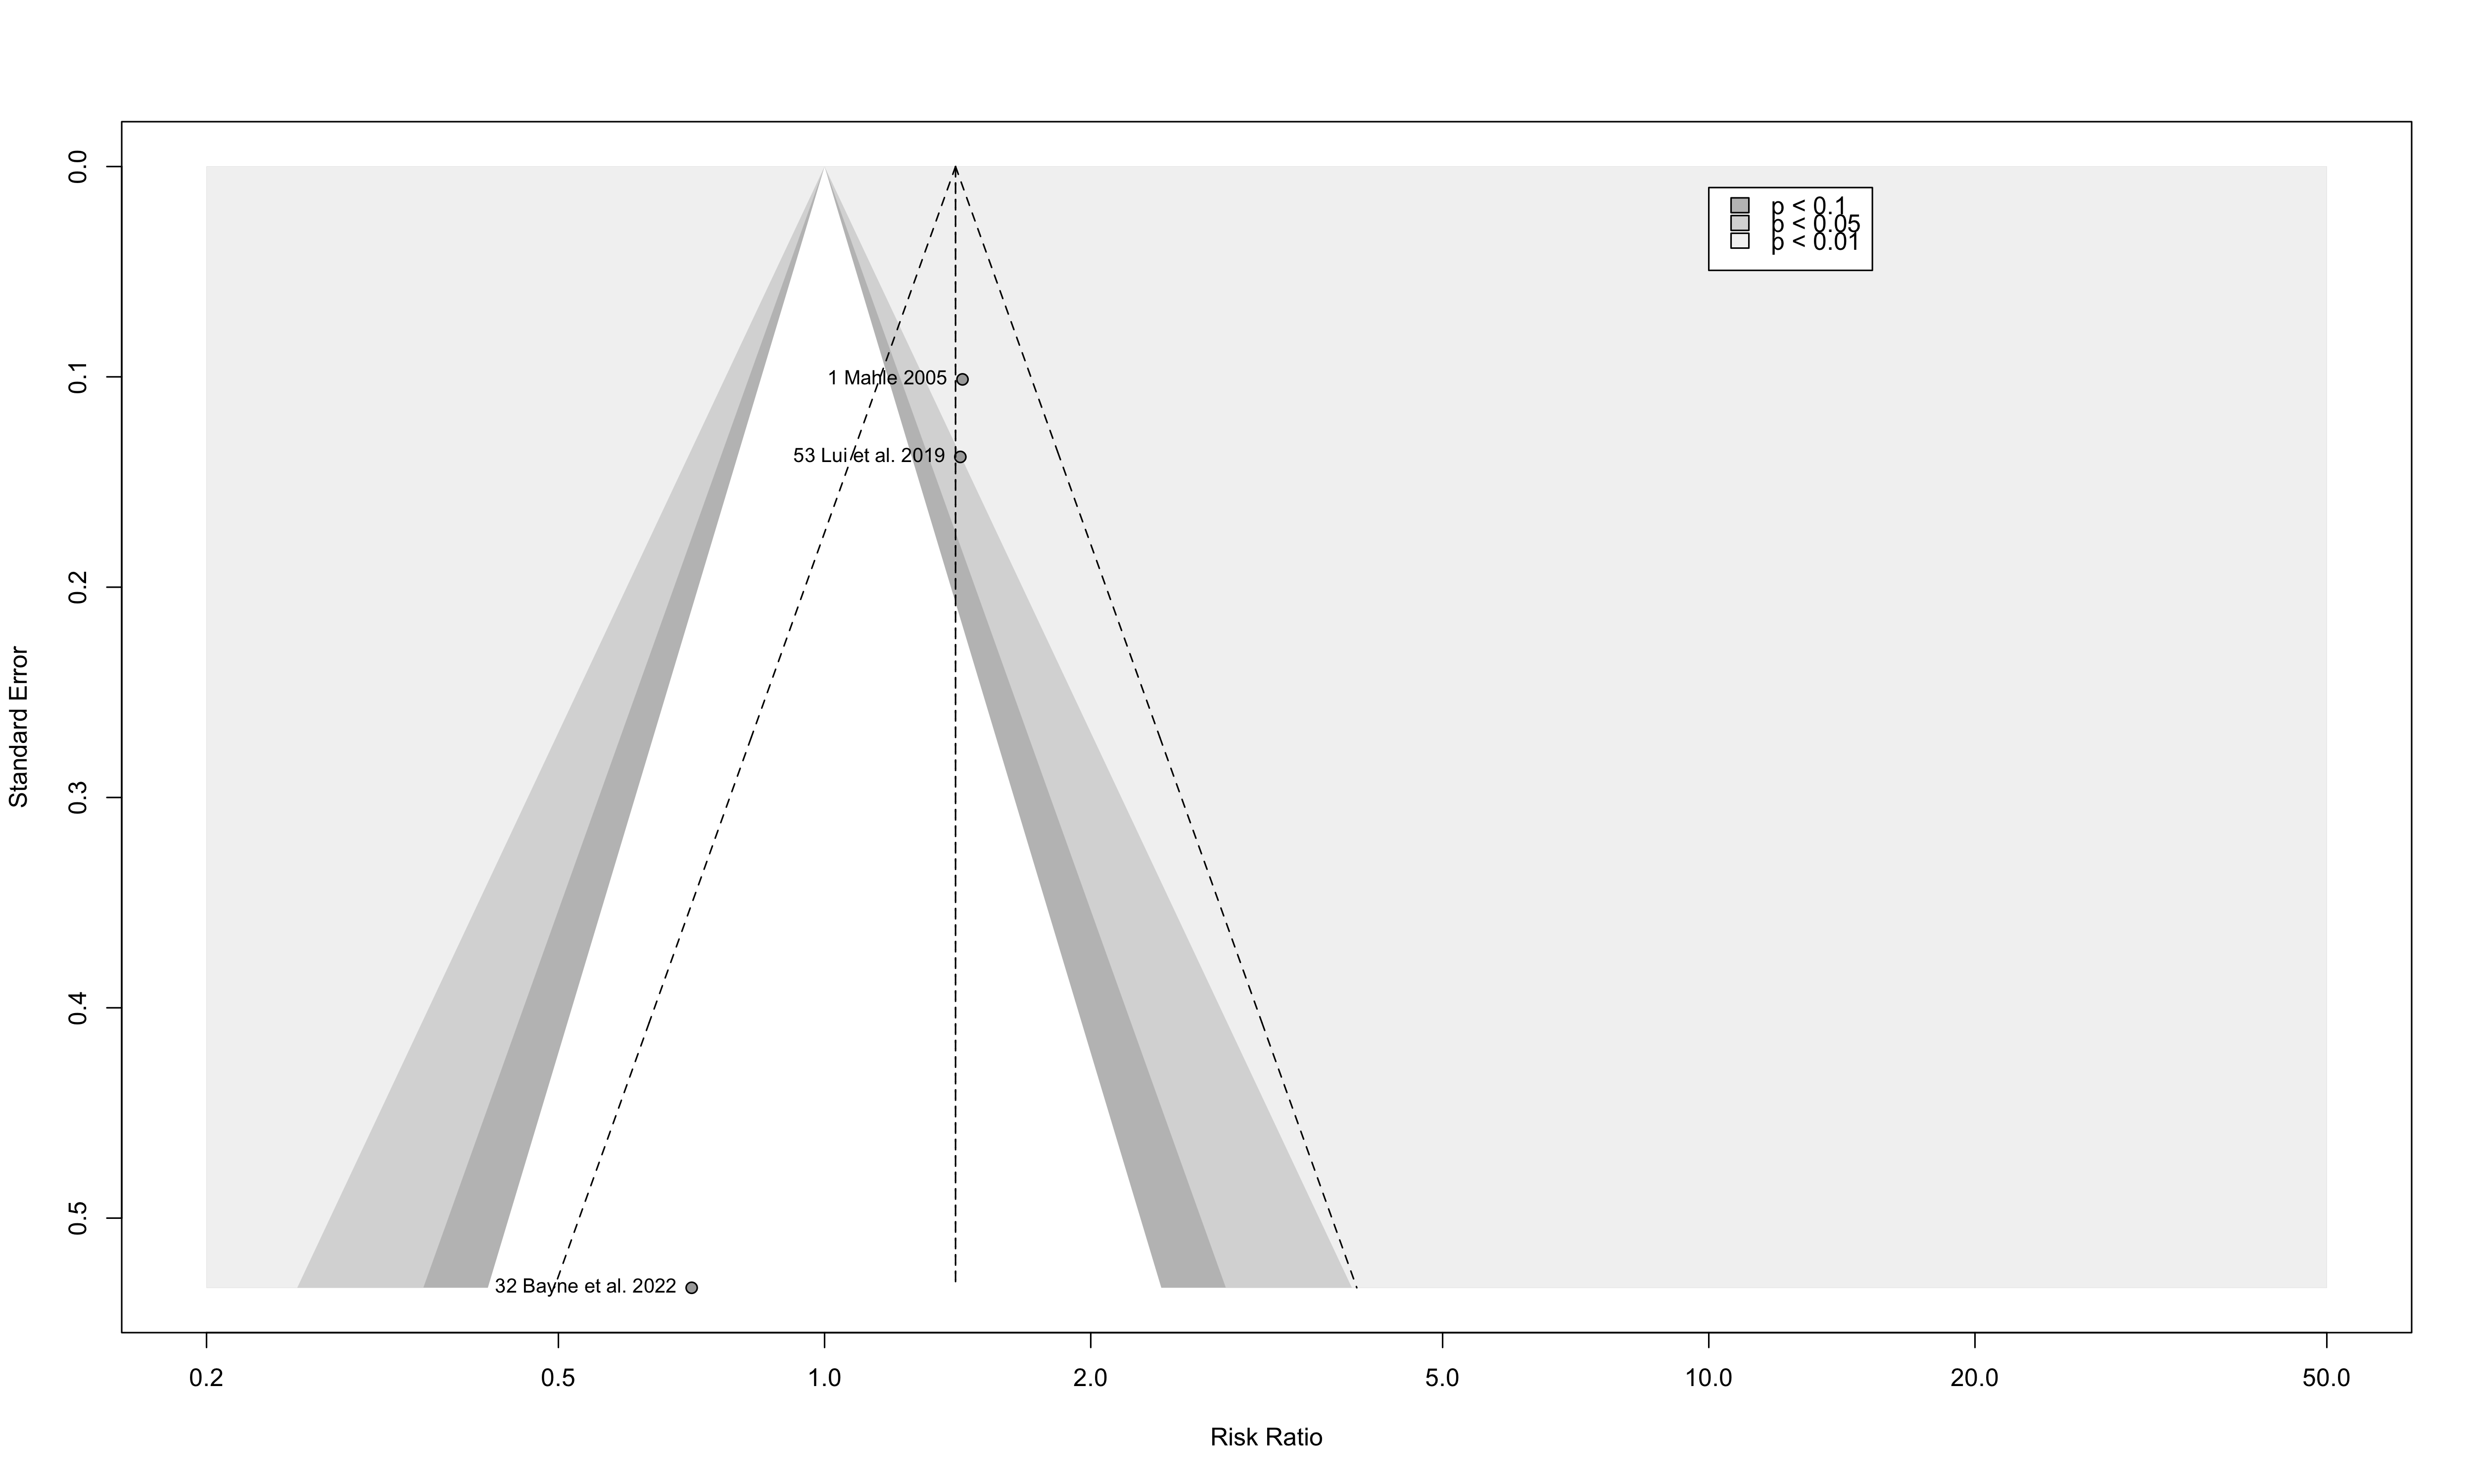 p < 0.1
p < 0.05
p < 0.01
1 Mahle 2005
53 Lui et al. 2019
32 Bayne et al. 2022
Standard Error
0.0
0.1
0.2
0.3
0.4
0.5
0.2 0.5 1.0 2.0 5.0 10.0 20.0 50.0
Risk Ratio